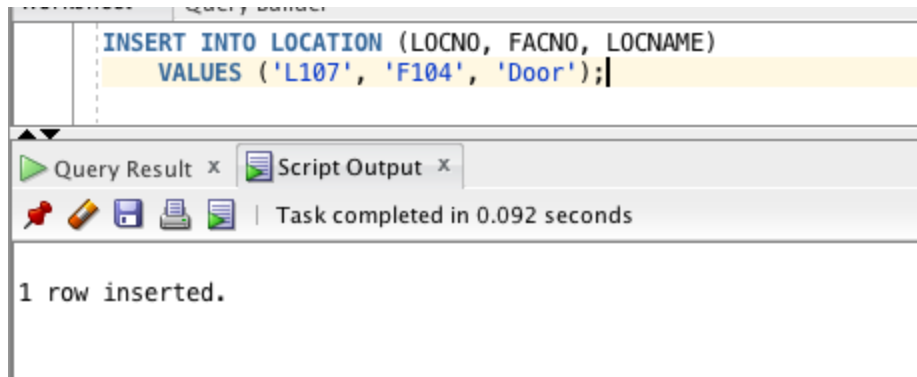 INSERT INTO LOCATION (LOCNO, FACNO, LOCNAME)
VALUES ('L107', 'F104', 'Door');
Query Result x Script Output x
Task completed in 0.092 seconds
1 row inserted.